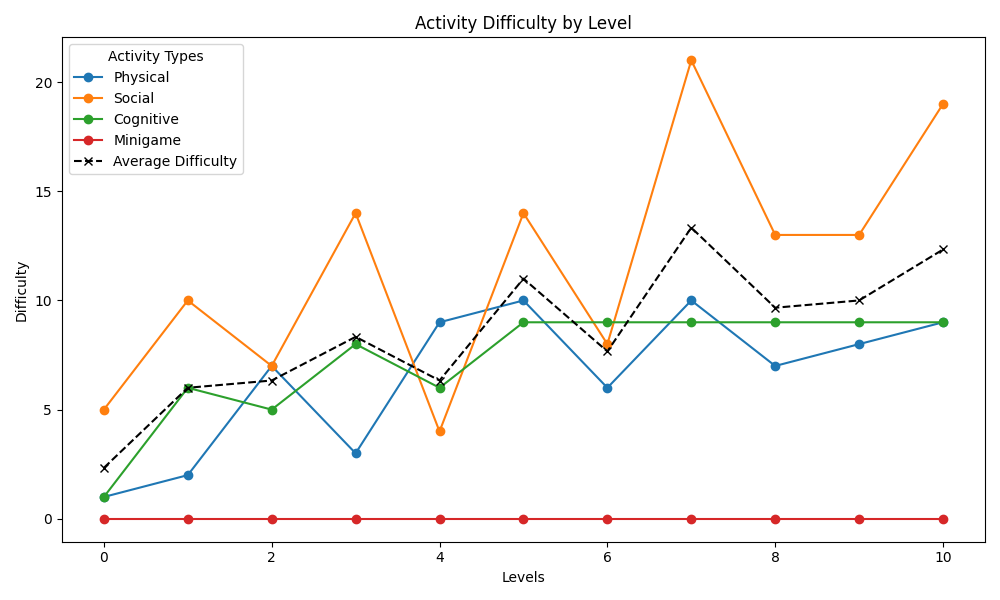 Activity Difficulty by Level
Activity Types
Physical
Social
Cognitive
Minigame
Average Difficulty
Difficulty
20
15
10
5
0
0 2 4 6 8 10
Levels